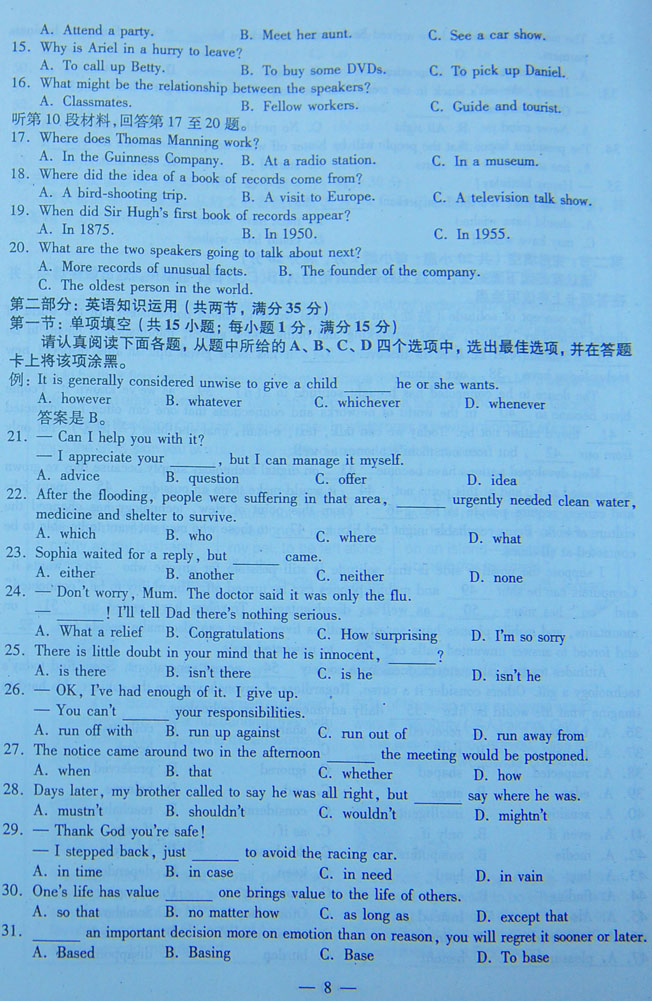 A. Attend a party. B. Meet her aunt. C. See a car show.
15. Why is Ariel in a hurry to leave?
A. To call up Betty. B. To buy some DVDs. C. To pick up Daniel.
16. What might be the relationship between the speakers?
A. Classmates. B. Fellow workers. C. Guide and tourist.
听第10段材料,回答第17至20题。
17. Where does Thomas Manning work?
A. In the Guinness Company. B. At a radio station. C. In a museum.
18. Where did the idea of a book of records come from?
A. A bird-shooting trip. B. A visit to Europe. C. A television talk show.
19. When did Sir Hugh's first book of records appear?
A. In 1875. B. In 1950. C. In 1955.
20. What are the two speakers going to talk about next?
A. More records of unusual facts. B. The founder of the company.
C. The oldest person in the world.
第二部分:英语知识运用(共两节,满分35分)
第一节:单项填空(共15小题;每小题1分,满分15分)
请认真阅读下面各题,从题中所给的A、B、C、D四个选项中,选出最佳选项,并在答题
卡上将该项涂黑。
例:It is generally considered unwise to give a child ______ he or she wants.
A. however B. whatever C. whichever D. whenever
答案是B。
21. — Can I help you with it?
— I appreciate your ______, but I can manage it myself.
A. advice B. question C. offer D. idea
22. After the flooding, people were suffering in that area, ______ urgently needed clean water,
medicine and shelter to survive.
A. which B. who C. where D. what
23. Sophia waited for a reply, but ______ came.
A. either B. another C. neither D. none
24. — Don't worry, Mum. The doctor said it was only the flu.
— ______! I'll tell Dad there's nothing serious.
A. What a relief B. Congratulations C. How surprising D. I'm so sorry
25. There is little doubt in your mind that he is innocent, ______?
A. is there B. isn't there C. is he D. isn't he
26. — OK, I've had enough of it. I give up.
— You can't ______ your responsibilities.
A. run off with B. run up against C. run out of D. run away from
27. The notice came around two in the afternoon ______ the meeting would be postponed.
A. when B. that C. whether D. how
28. Days later, my brother called to say he was all right, but ______ say where he was.
A. mustn't B. shouldn't C. wouldn't D. mightn't
29. — Thank God you're safe!
— I stepped back, just ______ to avoid the racing car.
A. in time B. in case C. in need D. in vain
30. One's life has value ______ one brings value to the life of others.
A. so that B. no matter how C. as long as D. except that
31. ______ an important decision more on emotion than on reason, you will regret it sooner or later.
A. Based B. Basing C. Base D. To base
— 8 —